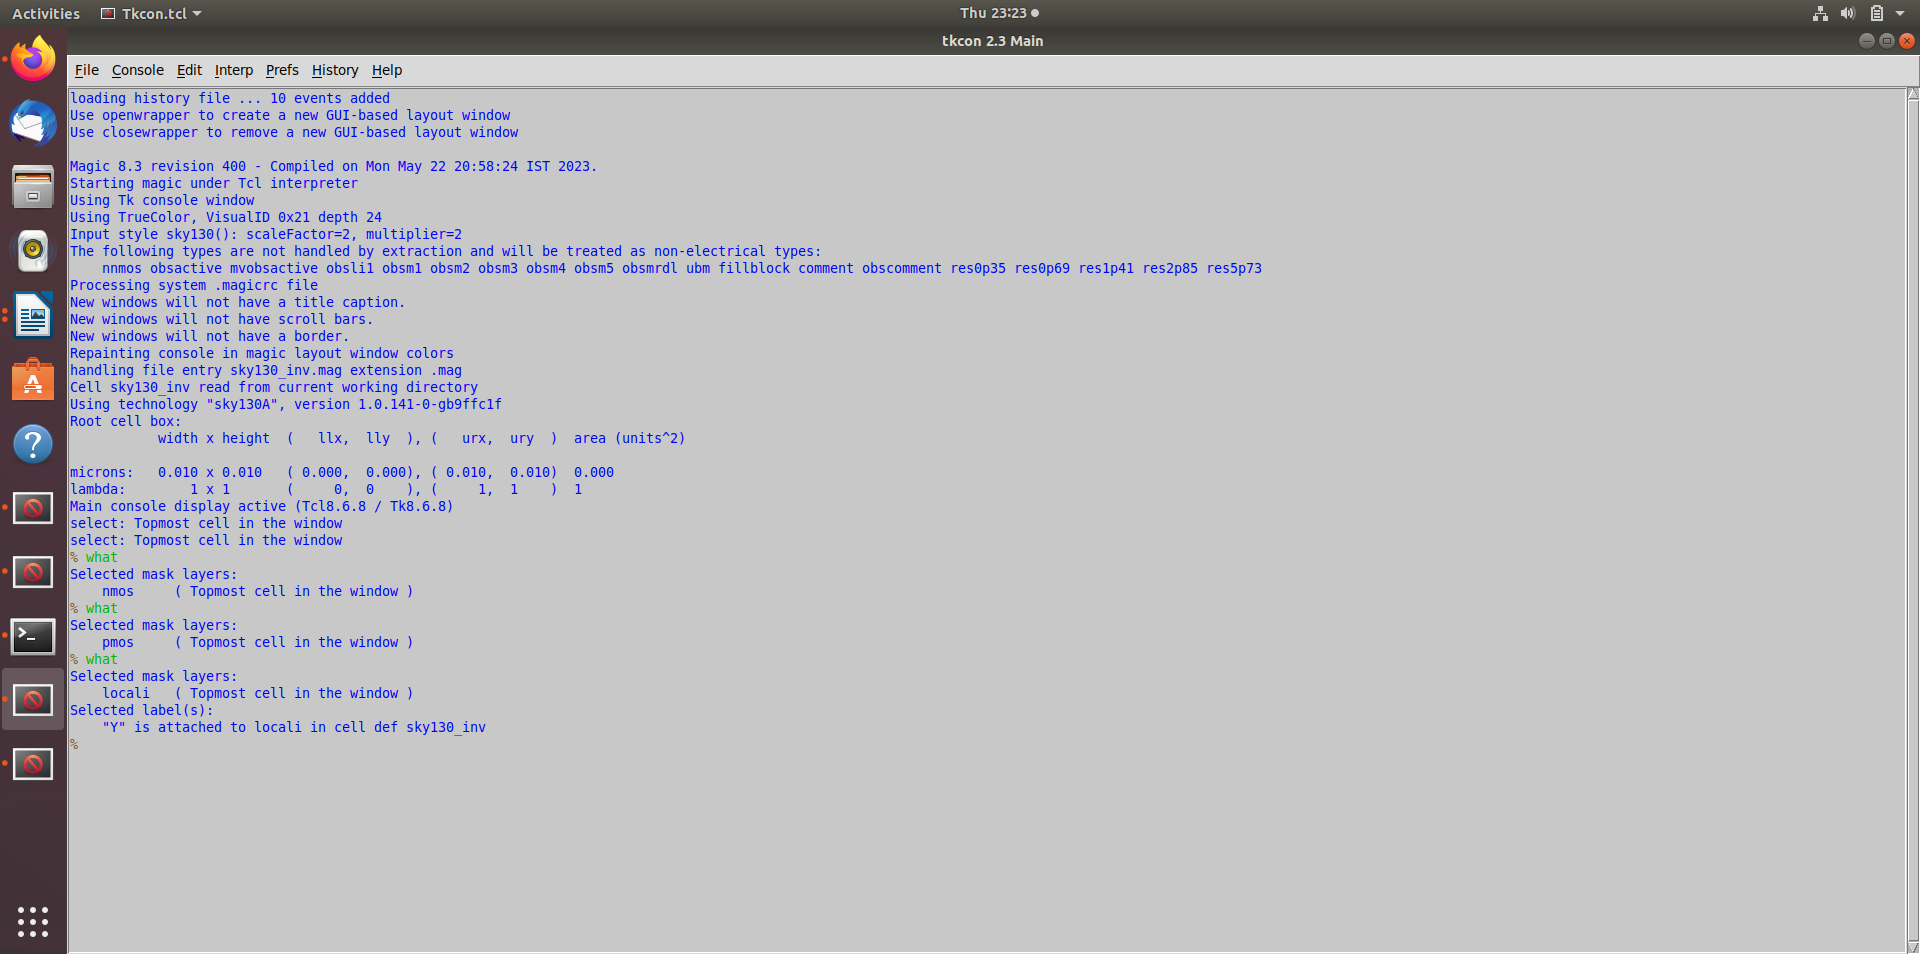 Activities Tkcon.tcl Thu 23:23
tkcon 2.3 Main
File Console Edit Interp Prefs History Help
loading history file ... 10 events added
Use openwrapper to create a new GUI-based layout window
Use closewrapper to remove a new GUI-based layout window
Magic 8.3 revision 400 - Compiled on Mon May 22 20:58:24 IST 2023.
Starting magic under Tcl interpreter
Using Tk console window
Using TrueColor, VisualID 0x21 depth 24
Input style sky130(): scaleFactor=2, multiplier=2
The following types are not handled by extraction and will be treated as non-electrical types:
    nnmos obsactive mvobsactive obsli1 obsm1 obsm2 obsm3 obsm4 obsm5 obsmrdl ubm fillblock comment obscomment res0p35 res0p69 res1p41 res2p85 res5p73
Processing system .magicrc file
New windows will not have a title caption.
New windows will not have scroll bars.
New windows will not have a border.
Repainting console in magic layout window colors
handling file entry sky130_inv.mag extension .mag
Cell sky130_inv read from current working directory
Using technology "sky130A", version 1.0.141-0-gb9ffc1f
Root cell box:
           width x height  (   llx,  lly  ), (   urx,  ury  )  area (units^2)
microns:   0.010 x 0.010   ( 0.000,  0.000), ( 0.010,  0.010)  0.000
lambda:        1 x 1       (     0,  0    ), (     1,  1    )  1
Main console display active (Tcl8.6.8 / Tk8.6.8)
select: Topmost cell in the window
select: Topmost cell in the window
% what
Selected mask layers:
    nmos     ( Topmost cell in the window )
% what
Selected mask layers:
    pmos     ( Topmost cell in the window )
% what
Selected mask layers:
    locali   ( Topmost cell in the window )
Selected label(s):
    "Y" is attached to locali in cell def sky130_inv
%